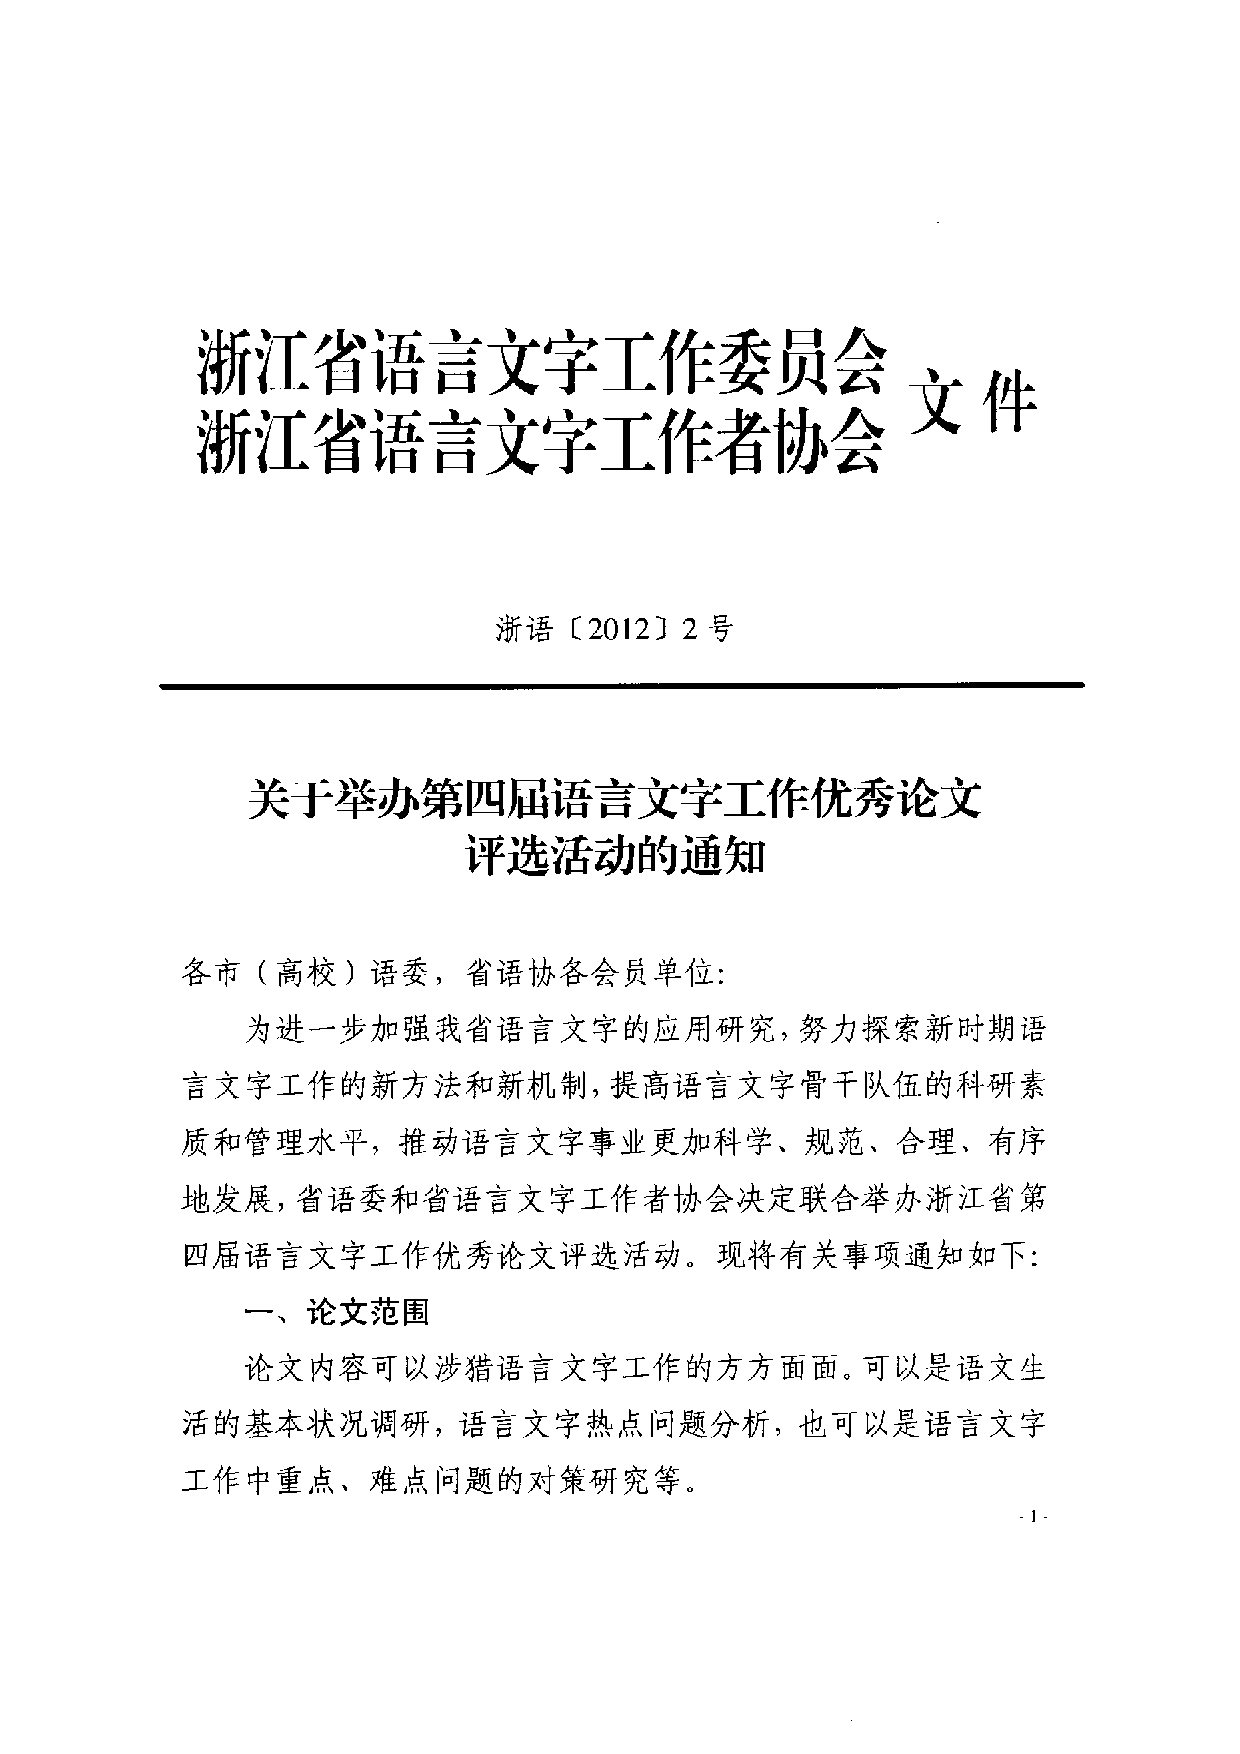 浙江省语言文字工作委员会
浙江省语言文字工作者协会
文件
浙语〔2012〕2号
关于举办第四届语言文字工作优秀论文
评选活动的通知
各市（高校）语委，省语协各会员单位：
为进一步加强我省语言文字的应用研究，努力探索新时期语
言文字工作的新方法和新机制，提高语言文字骨干队伍的科研素
质和管理水平，推动语言文字事业更加科学、规范、合理、有序
地发展，省语委和省语言文字工作者协会决定联合举办浙江省第
四届语言文字工作优秀论文评选活动。现将有关事项通知如下：
一、论文范围
论文内容可以涉猎语言文字工作的方方面面。可以是语文生
活的基本状况调研，语言文字热点问题分析，也可以是语言文字
工作中重点、难点问题的对策研究等。
- 1 -